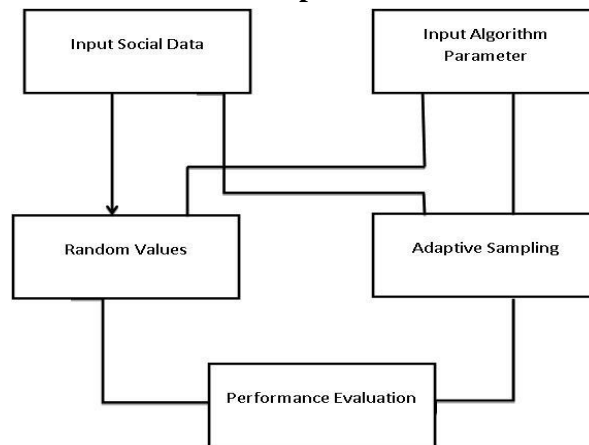 Input Social Data
Input Algorithm
Parameter
Random Values
Adaptive Sampling
Performance Evaluation